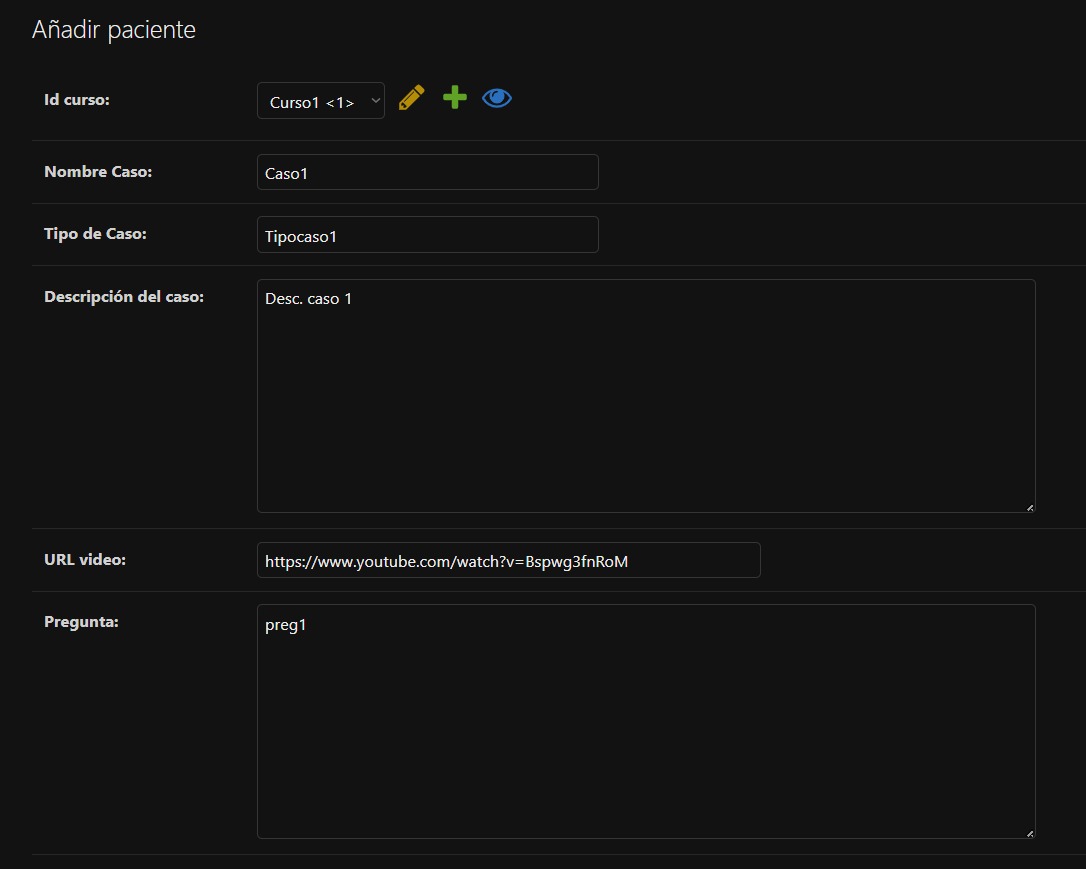 Añadir paciente
Id curso: Curso1 <1>
Nombre Caso: Caso1
Tipo de Caso: Tipocaso1
Descripción del caso: Desc. caso 1
URL video: https://www.youtube.com/watch?v=Bspwg3fnRoM
Pregunta: preg1